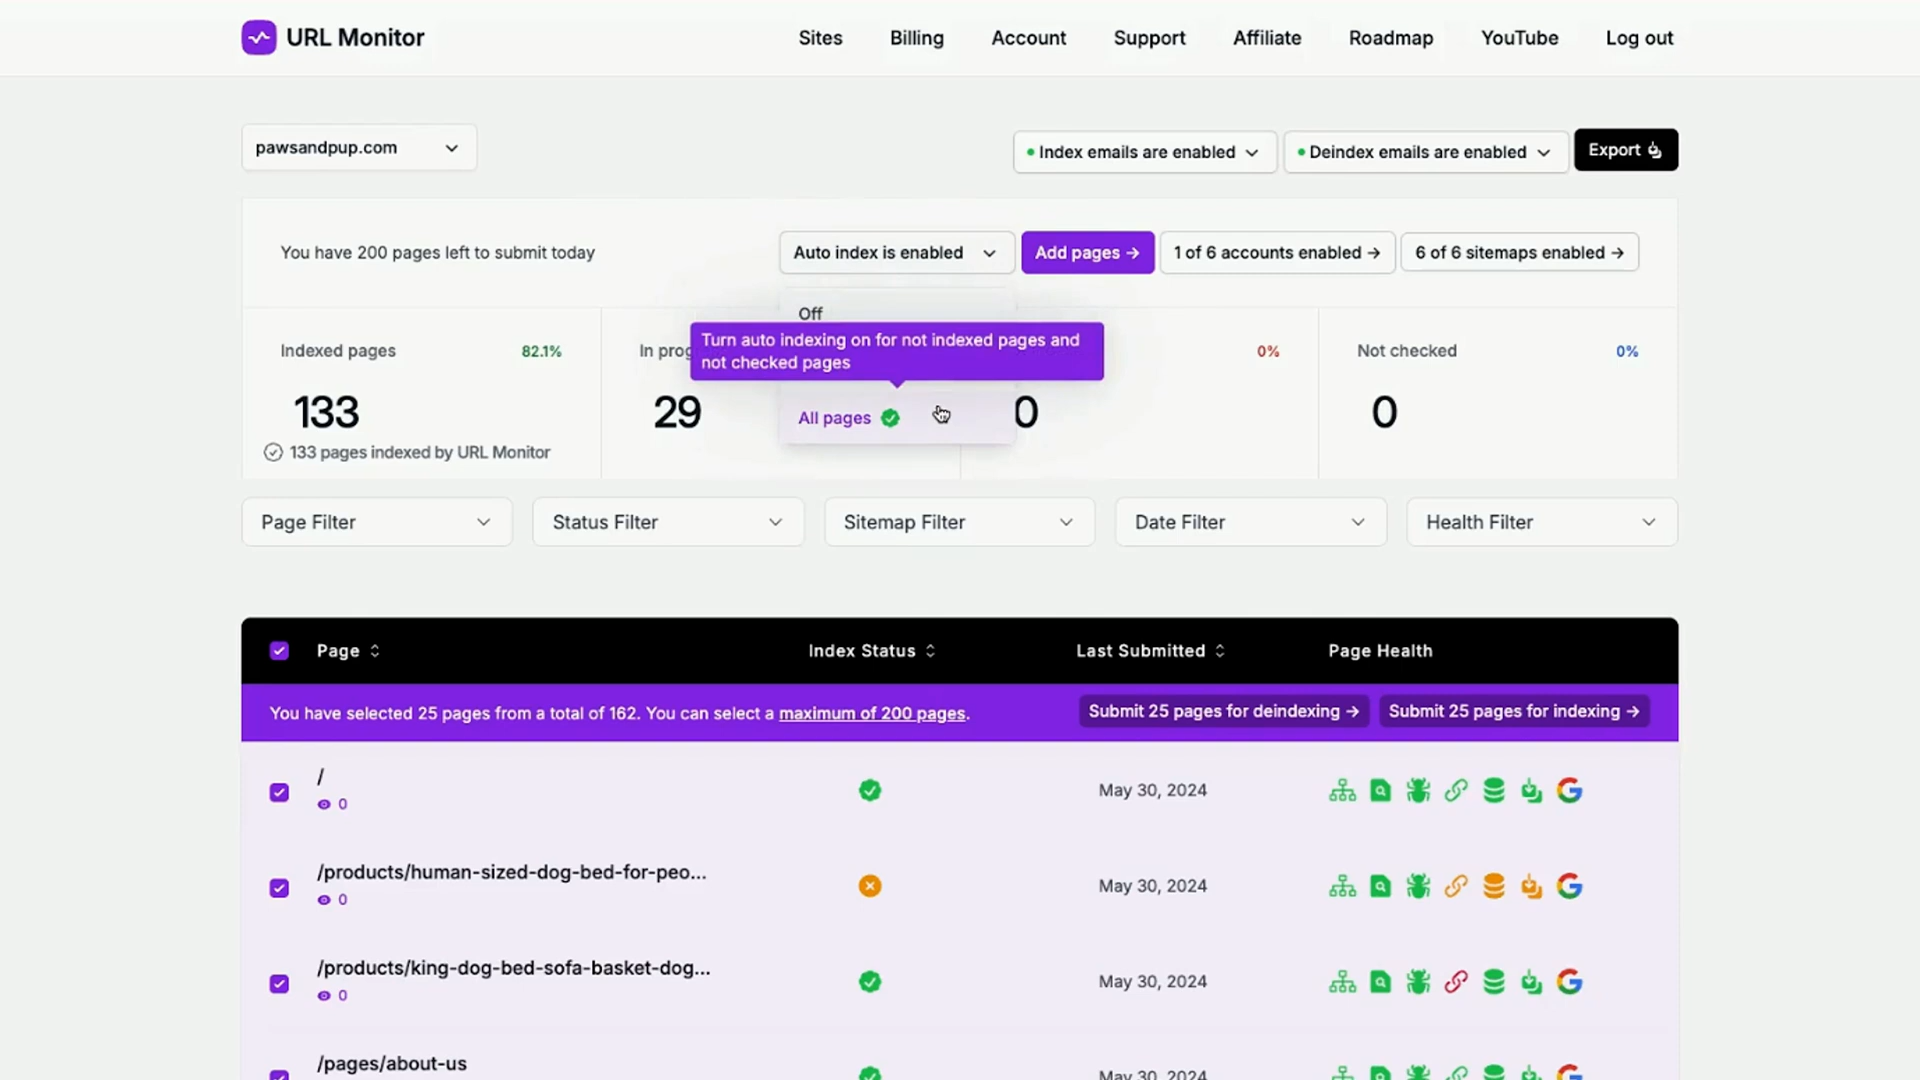 URL Monitor
Sites Billing Account Support Affiliate Roadmap YouTube Log out
pawsandpup.com
Index emails are enabled Deindex emails are enabled Export
You have 200 pages left to submit today
Auto index is enabled Add pages → 1 of 6 accounts enabled → 6 of 6 sitemaps enabled →
Off
Turn auto indexing on for not indexed pages and
not checked pages
All pages
Indexed pages 82.1%
133
133 pages indexed by URL Monitor
In prog
29
0%
0
Not checked 0%
0
Page Filter Status Filter Sitemap Filter Date Filter Health Filter
Page Index Status Last Submitted Page Health
You have selected 25 pages from a total of 162. You can select a maximum of 200 pages. Submit 25 pages for deindexing → Submit 25 pages for indexing →
/
0
May 30, 2024
/products/human-sized-dog-bed-for-peo...
0
May 30, 2024
/products/king-dog-bed-sofa-basket-dog...
0
May 30, 2024
/pages/about-us
May 30, 2024